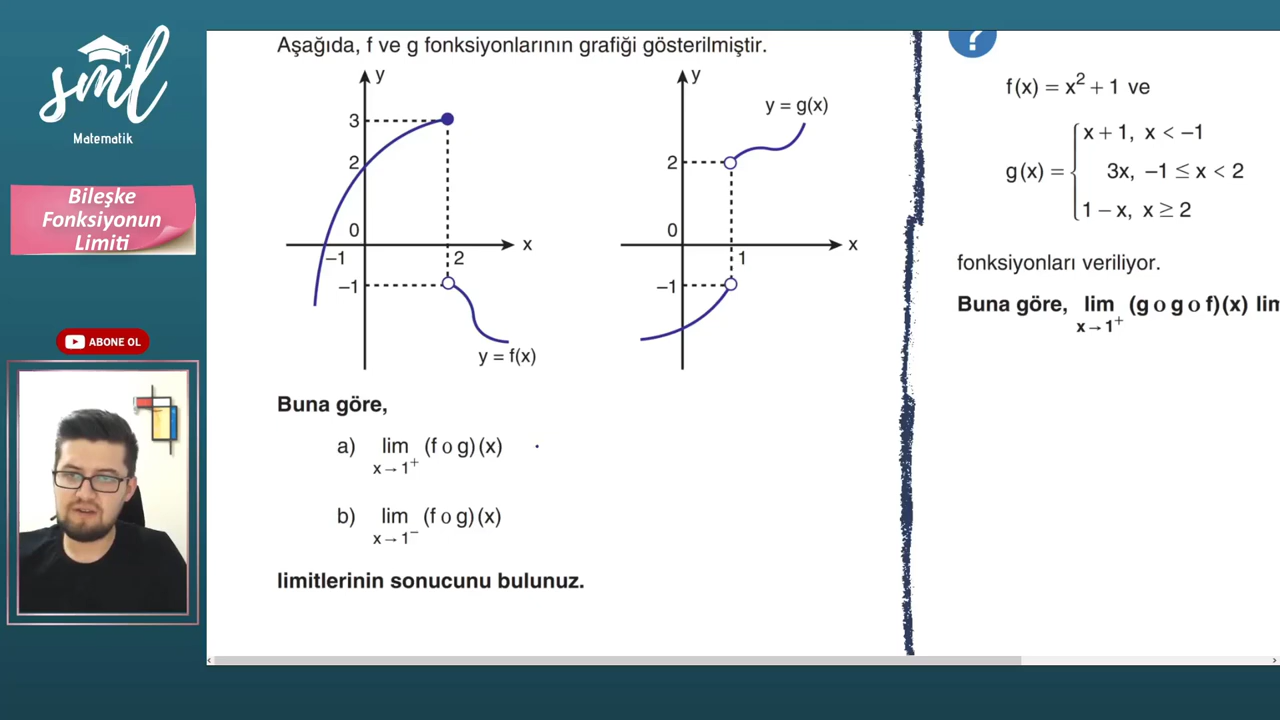 sml
Matematik
Bileşke
Fonksiyonun
Limiti
ABONE OL
Aşağıda, f ve g fonksiyonlarının grafiği gösterilmiştir.
y
3
2
0
x
–1
2
–1
y = f(x)
y
y = g(x)
2
0
x
1
–1
Buna göre,
a) lim (f o g)(x)
x → 1⁺
b) lim (f o g)(x)
x → 1⁻
limitlerinin sonucunu bulunuz.
?
f(x) = x² + 1 ve
x + 1, x < –1
g(x) = 3x, –1 ≤ x < 2
1 – x, x ≥ 2
fonksiyonları veriliyor.
Buna göre, lim (g o g o f)(x) lim
x → 1⁺